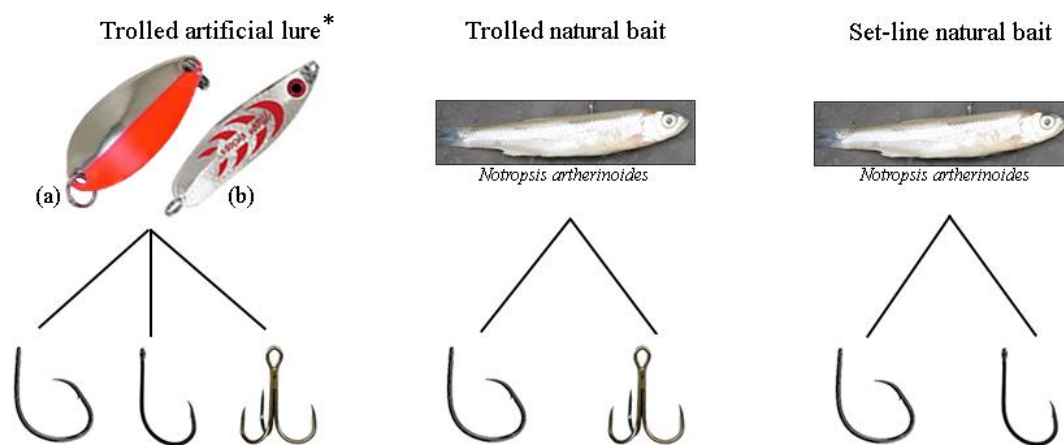 Trolled artificial lure*
Trolled natural bait
Set-line natural bait
(a)
(b)
Notropsis artherinoides
Notropsis artherinoides